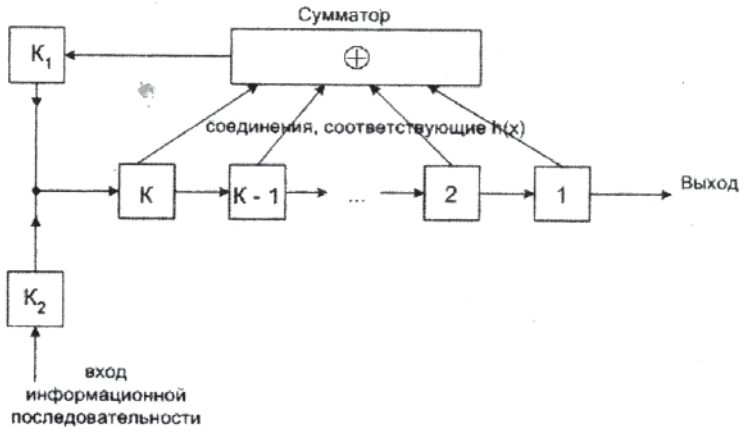 Сумматор
K₁
⊕
соединения, соответствующие h(x)
K
K - 1
...
2
1
Выход
K₂
вход
информационной
последовательности